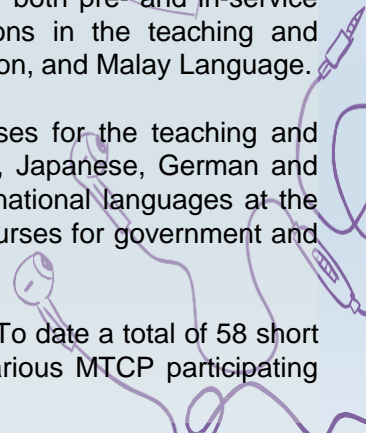 both pre- and in-service
ons in the teaching and
on, and Malay Language.
ses for the teaching and
, Japanese, German and
national languages at the
urses for government and
To date a total of 58 short
arious MTCP participating